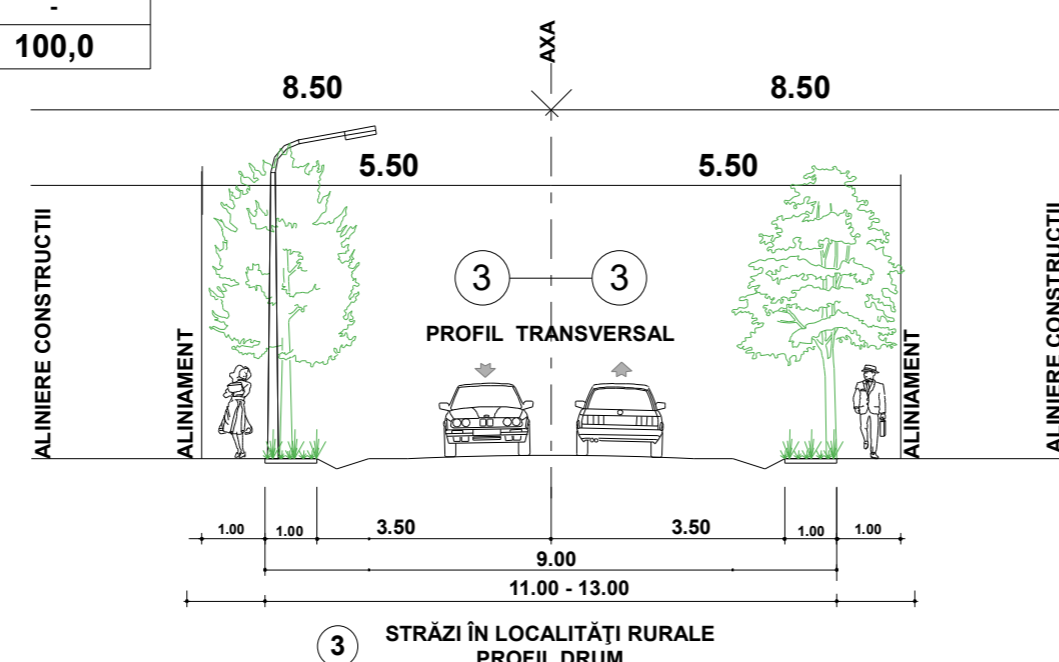 -
100,0
AXA
8.50
8.50
5.50
5.50
ALINIERE CONSTRUCTII
ALINIAMENT
3
3
PROFIL TRANSVERSAL
ALINIAMENT
ALINIERE CONSTRUCTII
1.00
1.00
3.50
3.50
1.00
1.00
9.00
11.00 - 13.00
3
STRĂZI ÎN LOCALITĂŢI RURALE
PROFIL DRUM